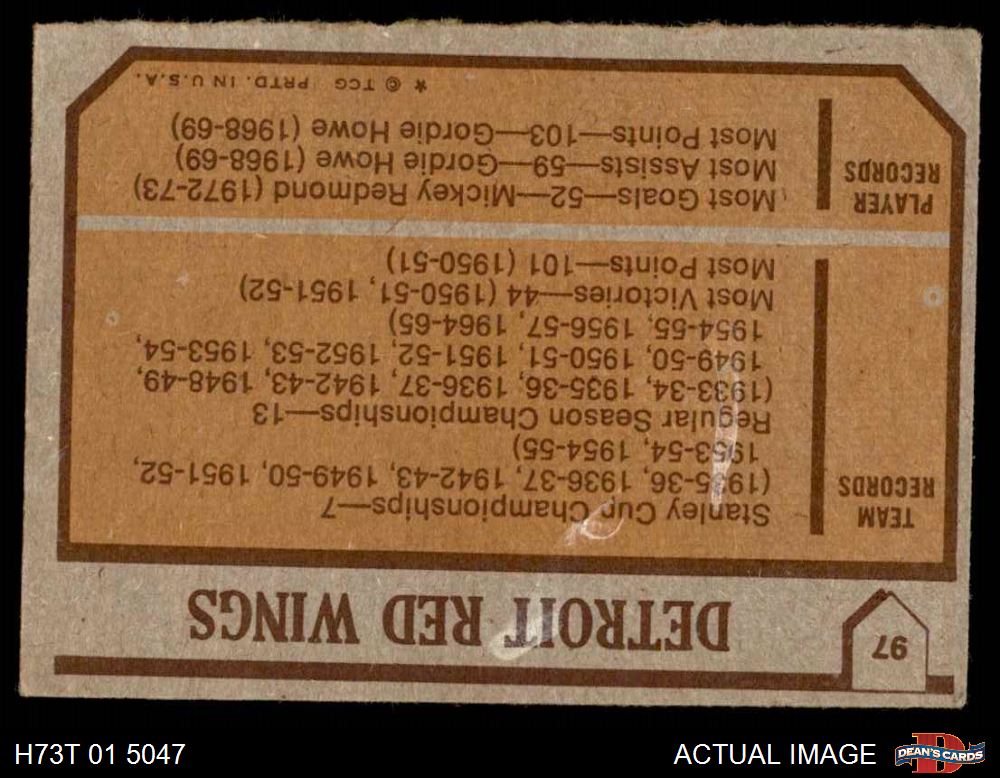 97
DETROIT RED WINGS
TEAM
RECORDS
Stanley Cup Championships—7
(1935-36, 1936-37, 1942-43, 1949-50, 1951-52,
1953-54, 1954-55)
Regular Season Championships—13
(1933-34, 1935-36, 1936-37, 1942-43, 1948-49,
1949-50, 1950-51, 1951-52, 1952-53, 1953-54,
1954-55, 1956-57, 1964-65)
Most Victories—44 (1950-51, 1951-52)
Most Points—101 (1950-51)
PLAYER
RECORDS
Most Goals—52—Mickey Redmond (1972-73)
Most Assists—59—Gordie Howe (1968-69)
Most Points—103—Gordie Howe (1968-69)
* © TCG PRTD. IN U.S.A.
H73T 01 5047
ACTUAL IMAGE
DEAN'S CARDS